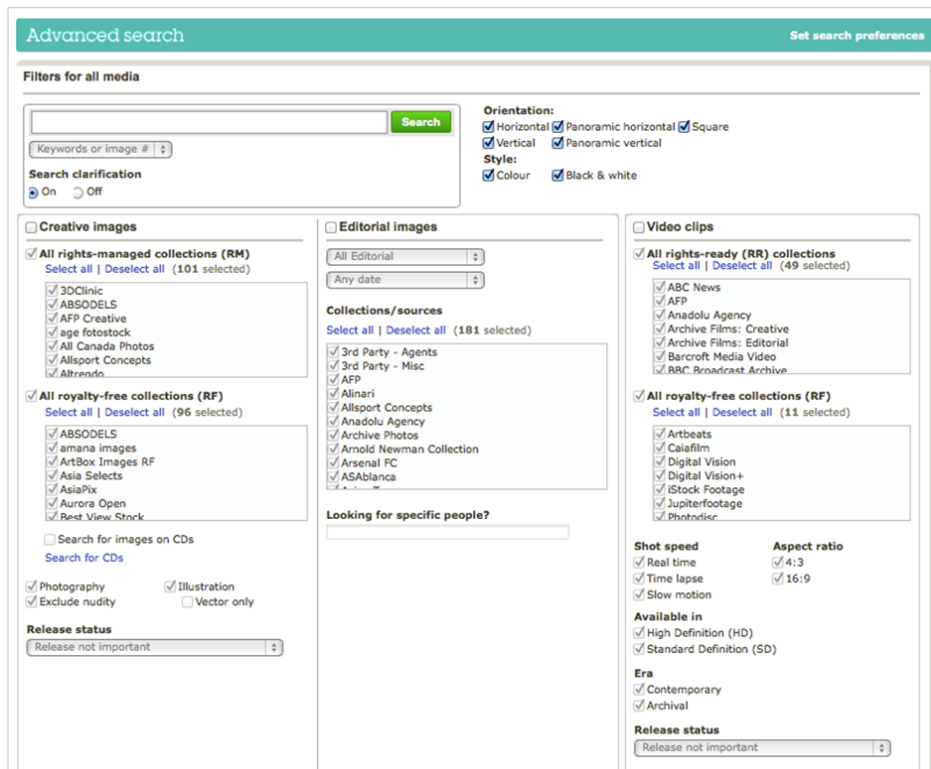 Advanced search
Set search preferences
Filters for all media
Search
Keywords or image #
Search clarification
On Off
Orientation:
Horizontal Panoramic horizontal Square
Vertical Panoramic vertical
Style:
Colour Black & white
Creative images
All rights-managed collections (RM)
Select all | Deselect all (101 selected)
3DClinic
ABSODELS
AFP Creative
age fotostock
All Canada Photos
Allsport Concepts
Altrendo
All royalty-free collections (RF)
Select all | Deselect all (96 selected)
ABSODELS
amana images
ArtBox Images RF
Asia Selects
AsiaPix
Aurora Open
Best View Stock
Search for images on CDs
Search for CDs
Photography Illustration
Exclude nudity Vector only
Release status
Release not important
Editorial images
All Editorial
Any date
Collections/sources
Select all | Deselect all (181 selected)
3rd Party - Agents
3rd Party - Misc
AFP
Alinari
Allsport Concepts
Anadolu Agency
Archive Photos
Arnold Newman Collection
Arsenal FC
ASAblanca
Looking for specific people?
Video clips
All rights-ready (RR) collections
Select all | Deselect all (49 selected)
ABC News
AFP
Anadolu Agency
Archive Films: Creative
Archive Films: Editorial
Barcroft Media Video
BBC Broadcast Archive
All royalty-free collections (RF)
Select all | Deselect all (11 selected)
Artbeats
Caiafilm
Digital Vision
Digital Vision+
iStock Footage
Jupiterfootage
Photodisc
Shot speed Aspect ratio
Real time 4:3
Time lapse 16:9
Slow motion
Available in
High Definition (HD)
Standard Definition (SD)
Era
Contemporary
Archival
Release status
Release not important